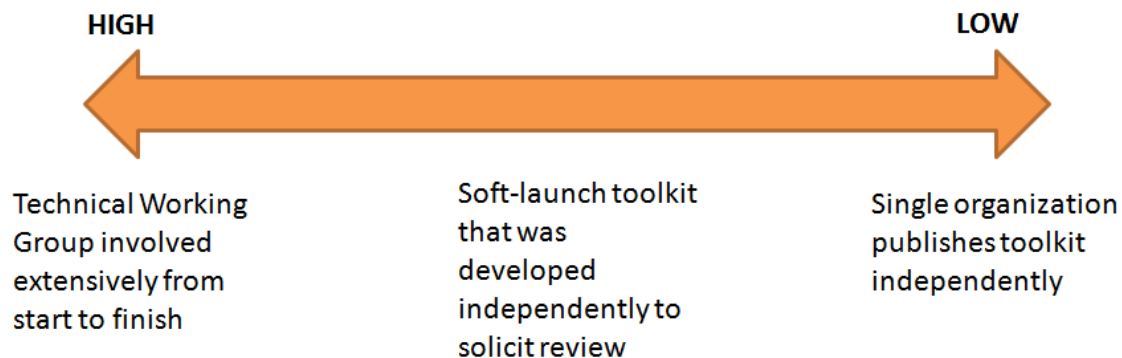 HIGH
LOW
Technical Working
Group involved
extensively from
start to finish
Soft-launch toolkit
that was
developed
independently to
solicit review
Single organization
publishes toolkit
independently